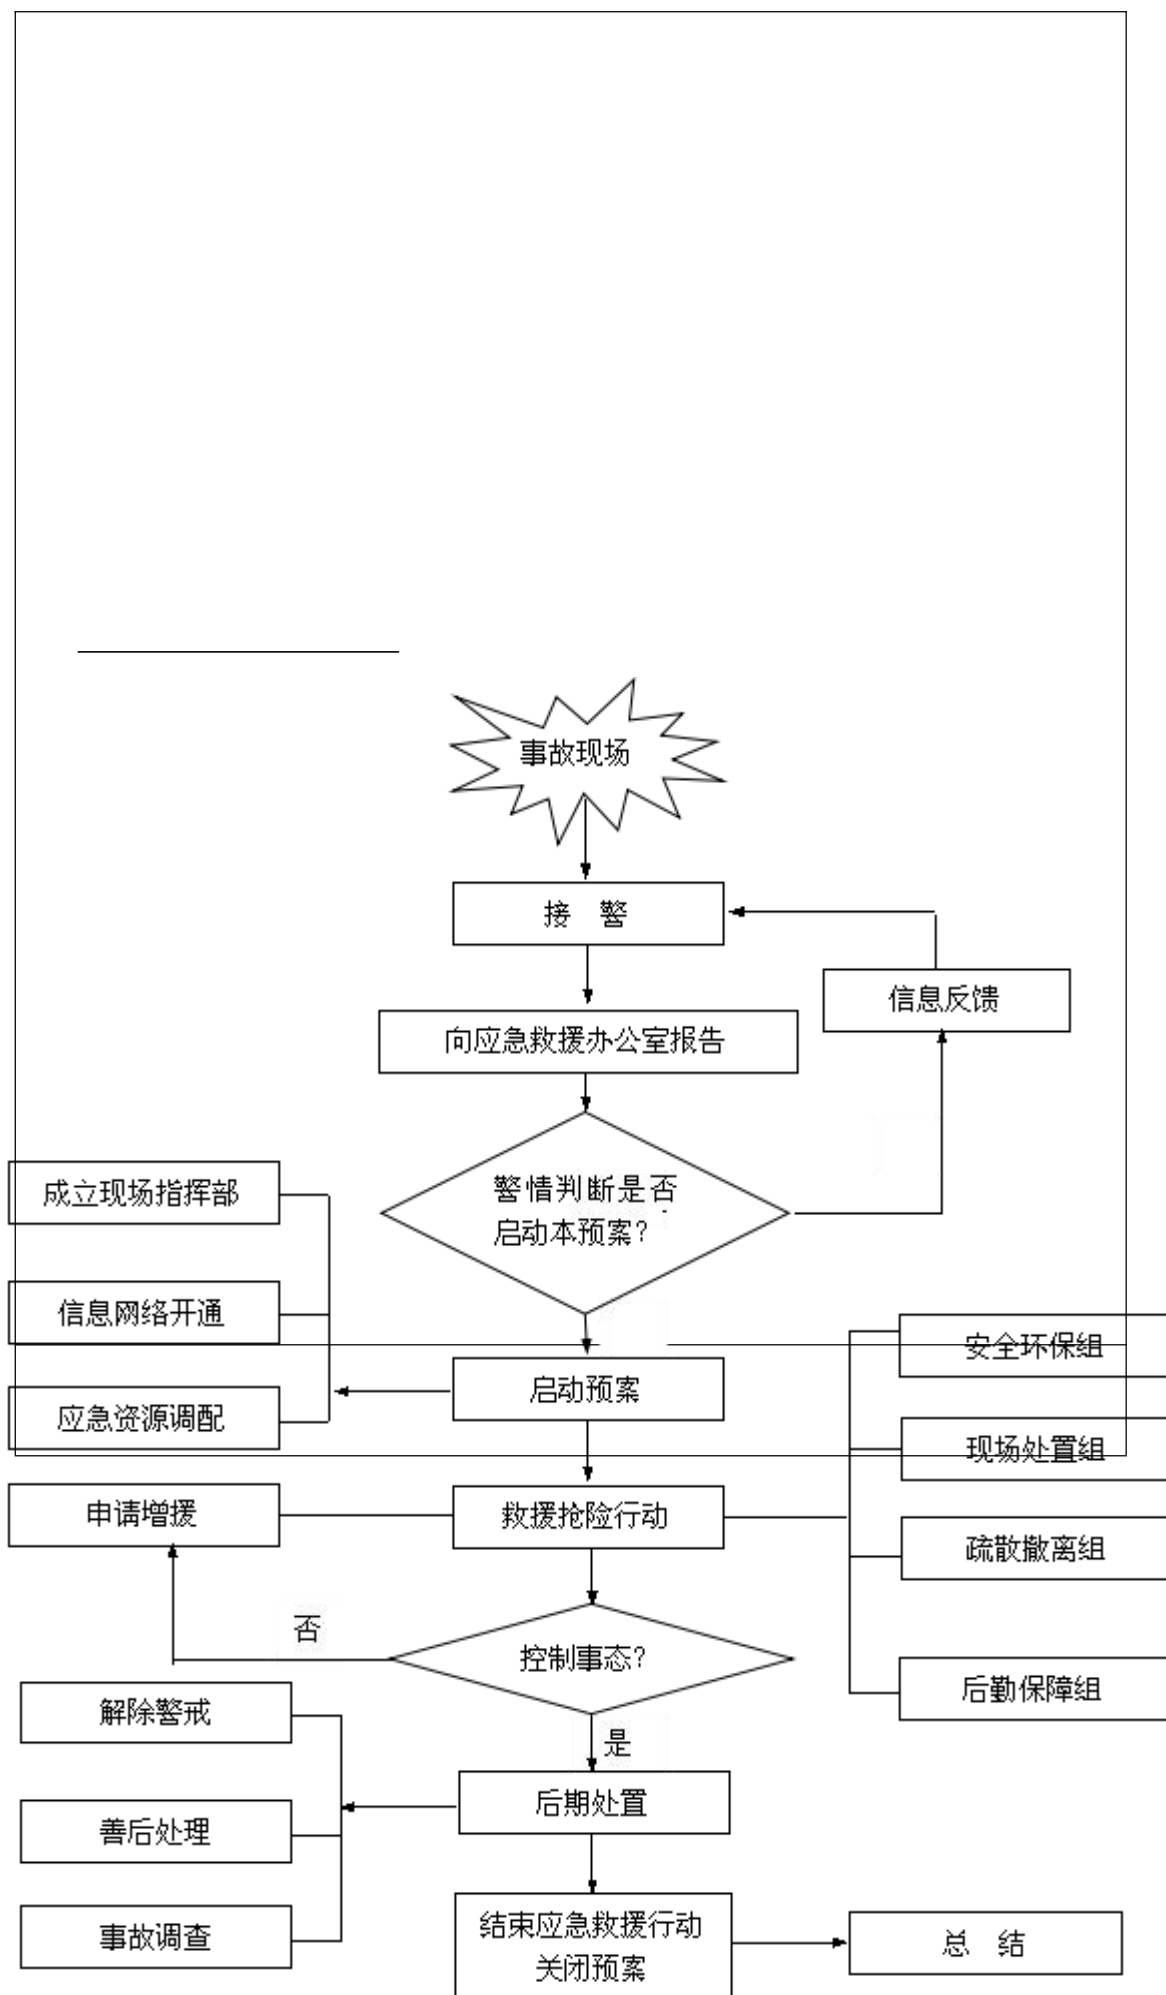 事故现场
接 警
信息反馈
向应急救援办公室报告
警情判断是否
启动本预案?
成立现场指挥部
信息网络开通
应急资源调配
启动预案
安全环保组
现场处置组
疏散撤离组
后勤保障组
申请增援
救援抢险行动
否
控制事态?
是
解除警戒
善后处理
事故调查
后期处置
结束应急救援行动
关闭预案
总 结